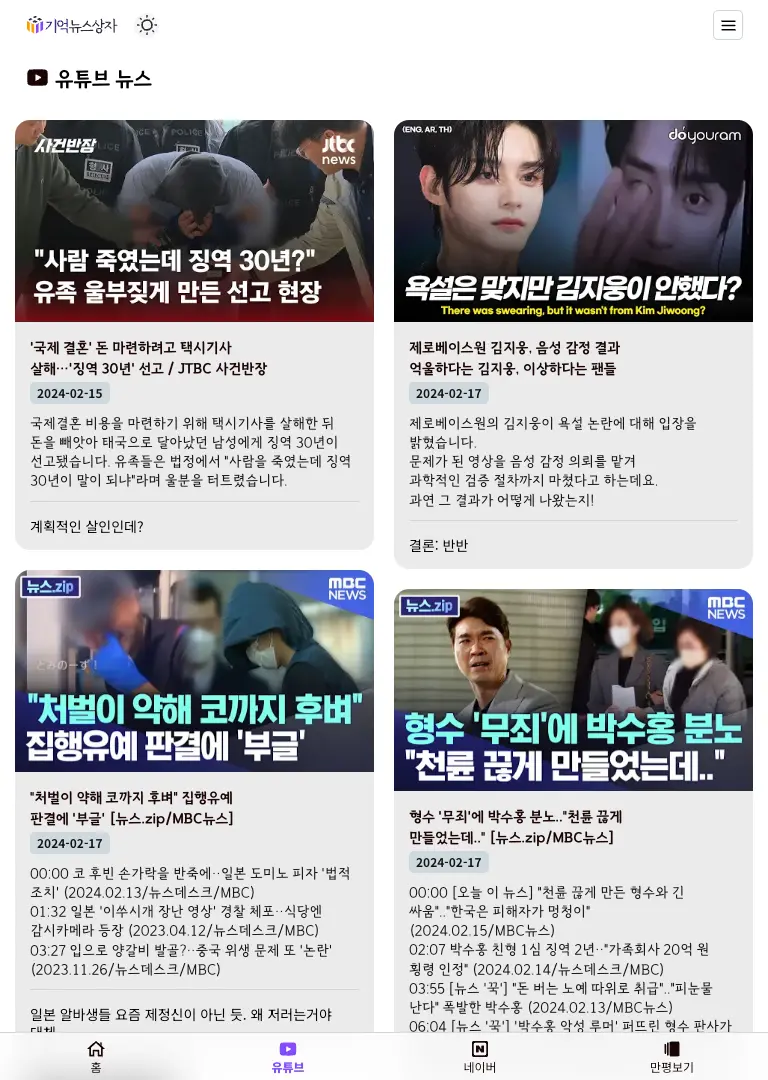 기억뉴스상자
유튜브 뉴스
사건반장
jtbc
news
POLICE
형사
"사람 죽였는데 징역 30년?"
유족 울부짖게 만든 선고 현장
'국제 결혼' 돈 마련하려고 택시기사
살해…'징역 30년' 선고 / JTBC 사건반장
2024-02-15
국제결혼 비용을 마련하기 위해 택시기사를 살해한 뒤
돈을 빼앗아 태국으로 달아났던 남성에게 징역 30년이
선고됐습니다. 유족들은 법정에서 "사람을 죽였는데 징역
30년이 말이 되냐"라며 울분을 터트렸습니다.
계획적인 살인인데?
뉴스.zip
MBC
NEWS
とみのーず!
"처벌이 약해 코까지 후벼"
집행유예 판결에 '부글'
"처벌이 약해 코까지 후벼" 집행유예
판결에 '부글' [뉴스.zip/MBC뉴스]
2024-02-17
00:00 코 후빈 손가락을 반죽에··일본 도미노 피자 '법적
조치' (2024.02.13/뉴스데스크/MBC)
01:32 일본 '이쑤시개 장난 영상' 경찰 체포··식당엔
감시카메라 등장 (2023.04.12/뉴스데스크/MBC)
03:27 입으로 양갈비 발골?··중국 위생 문제 또 '논란'
(2023.11.26/뉴스데스크/MBC)
일본 알바생들 요즘 제정신이 아닌 듯. 왜 저러는거야
대체
(ENG, AR, TH)
doyouram
욕설은 맞지만 김지웅이 안했다?
There was swearing, but it wasn't from Kim Jiwoong?
제로베이스원 김지웅, 음성 감정 결과
억울하다는 김지웅, 이상하다는 팬들
2024-02-17
제로베이스원의 김지웅이 욕설 논란에 대해 입장을
밝혔습니다.
문제가 된 영상을 음성 감정 의뢰를 맡겨
과학적인 검증 절차까지 마쳤다고 하는데요.
과연 그 결과가 어떻게 나왔는지!
결론: 반반
뉴스.zip
MBC
NEWS
형수 '무죄'에 박수홍 분노
"천륜 끊게 만들었는데.."
형수 '무죄'에 박수홍 분노.."천륜 끊게
만들었는데.." [뉴스.zip/MBC뉴스]
2024-02-17
00:00 [오늘 이 뉴스] "천륜 끊게 만든 형수와 긴
싸움".."한국은 피해자가 멍청이"
(2024.02.15/MBC뉴스)
02:07 박수홍 친형 1심 징역 2년··"가족회사 20억 원
횡령 인정" (2024.02.14/뉴스데스크/MBC)
03:55 [뉴스 '꾹'] "돈 버는 노예 따위로 취급".."피눈물
난다" 폭발한 박수홍 (2024.02.13/MBC뉴스)
06:04 [뉴스 '꾹'] '박수홍 악성 루머' 퍼뜨린 형수 판사가
홈
유튜브
네이버
만평보기